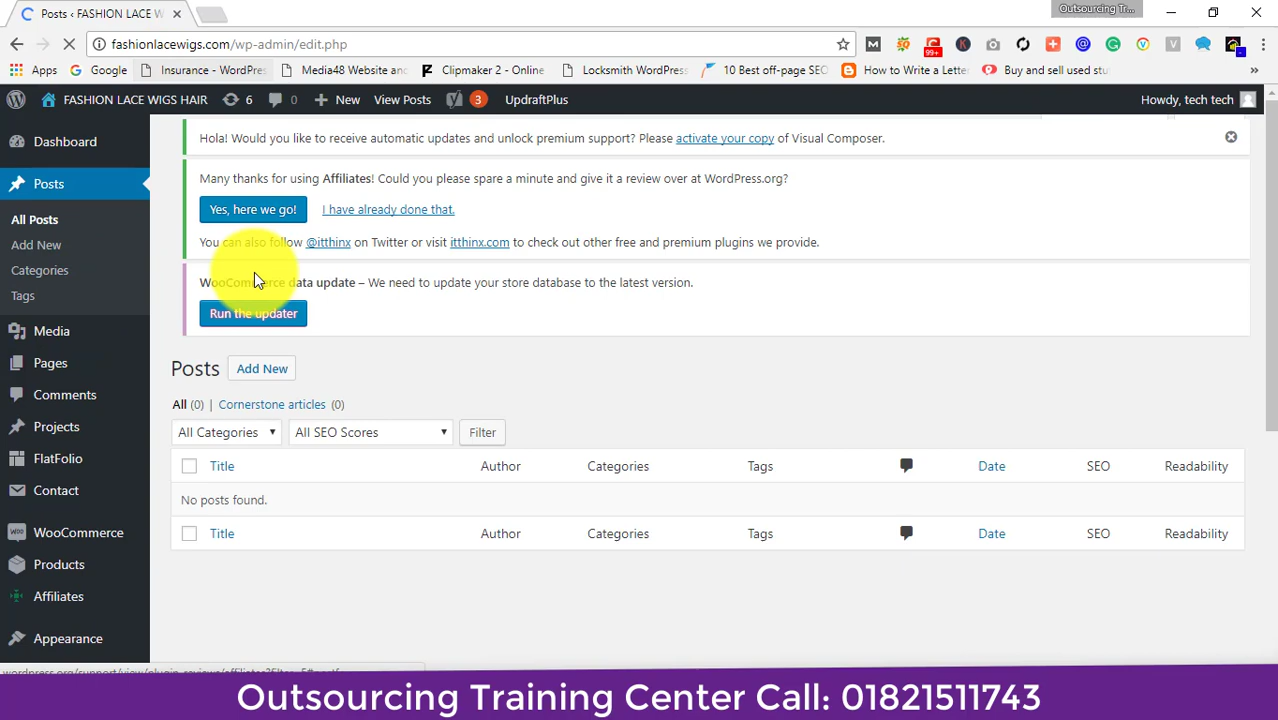 Posts ‹ FASHION LACE W
Outsourcing Tr...
fashionlacewigs.com/wp-admin/edit.php
99+
Apps
Google
Insurance - WordPres
Media48 Website an
Clipmaker 2 - Online
Locksmith WordPres
10 Best off-page SEO
How to Write a Lette
Buy and sell used stu
»
FASHION LACE WIGS HAIR
6
0
New
View Posts
3
UpdraftPlus
Howdy, tech tech
Dashboard
Posts
All Posts
Add New
Categories
Tags
Media
Pages
Comments
Projects
FlatFolio
Contact
WooCommerce
Products
Affiliates
Appearance
Hola! Would you like to receive automatic updates and unlock premium support? Please activate your copy of Visual Composer.
Many thanks for using Affiliates! Could you please spare a minute and give it a review over at WordPress.org?
Yes, here we go!
I have already done that.
You can also follow @itthinx on Twitter or visit itthinx.com to check out other free and premium plugins we provide.
WooCommerce data update – We need to update your store database to the latest version.
Run the updater
Posts
Add New
All (0) | Cornerstone articles (0)
All Categories
All SEO Scores
Filter
Title Author Categories Tags Date SEO Readability
No posts found.
Title Author Categories Tags Date SEO Readability
Outsourcing Training Center Call: 01821511743